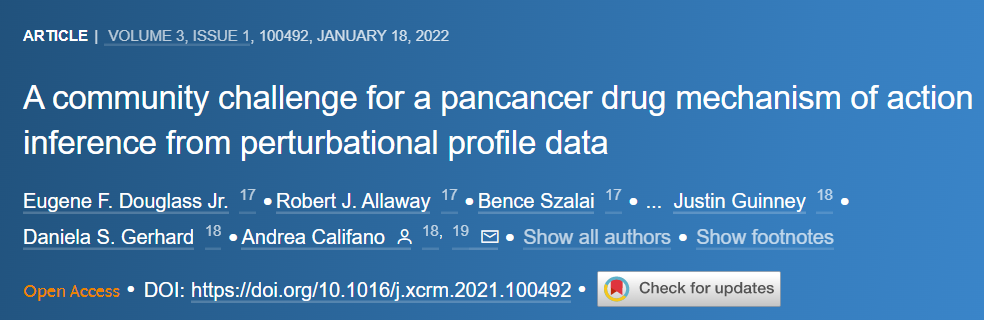 ARTICLE | VOLUME 3, ISSUE 1, 100492, JANUARY 18, 2022
A community challenge for a pancancer drug mechanism of action
inference from perturbational profile data
Eugene F. Douglass Jr. 17 • Robert J. Allaway 17 • Bence Szalai 17 • ... Justin Guinney 18 •
Daniela S. Gerhard 18 • Andrea Califano 18, 19 • Show all authors • Show footnotes
Open Access • DOI: https://doi.org/10.1016/j.xcrm.2021.100492 • Check for updates